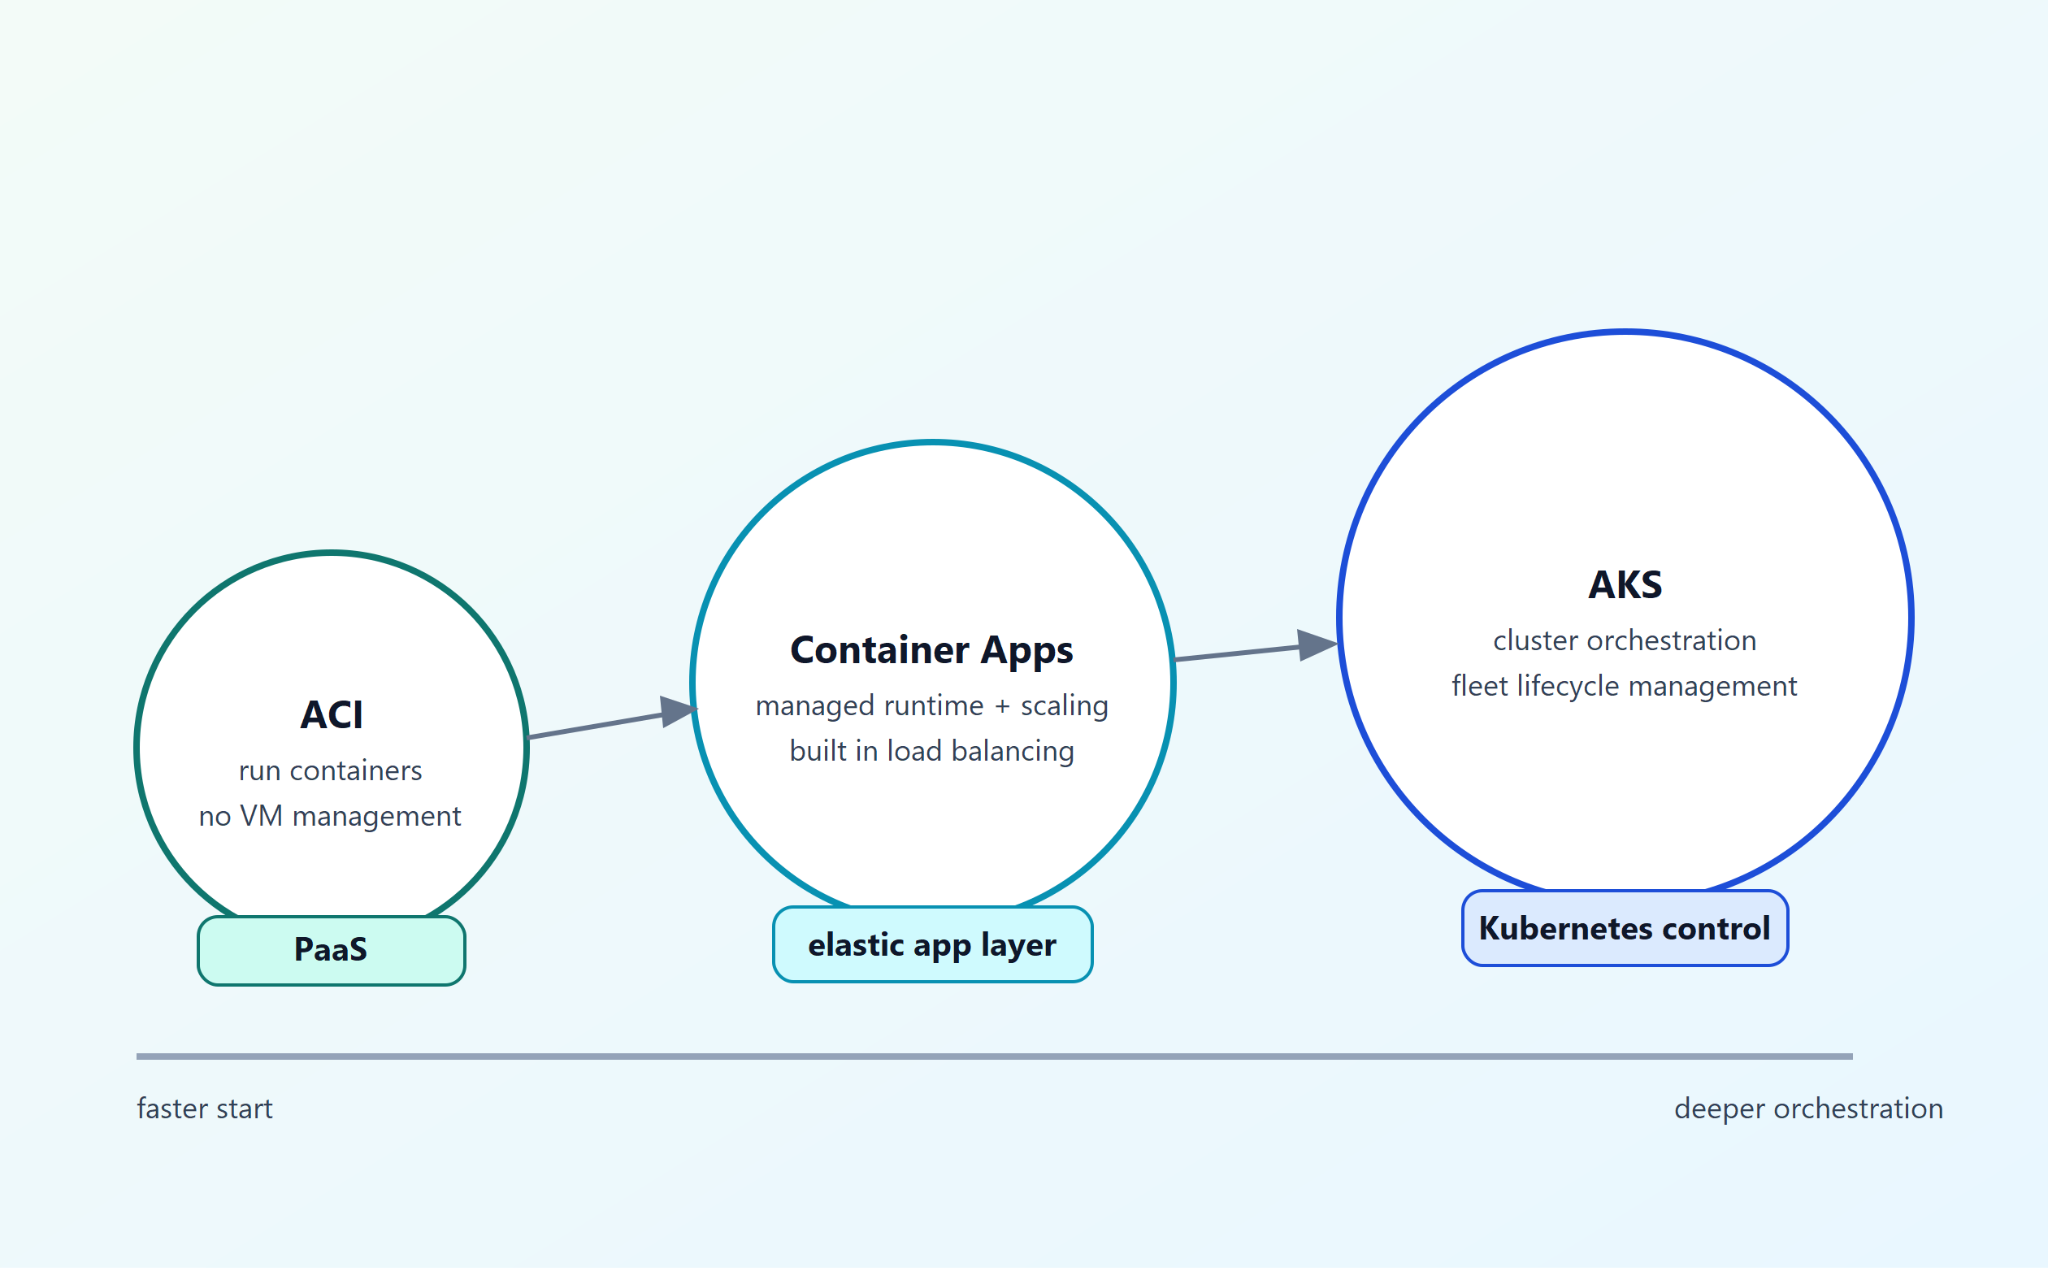 ACI
run containers
no VM management
PaaS
Container Apps
managed runtime + scaling
built in load balancing
elastic app layer
AKS
cluster orchestration
fleet lifecycle management
Kubernetes control
faster start
deeper orchestration